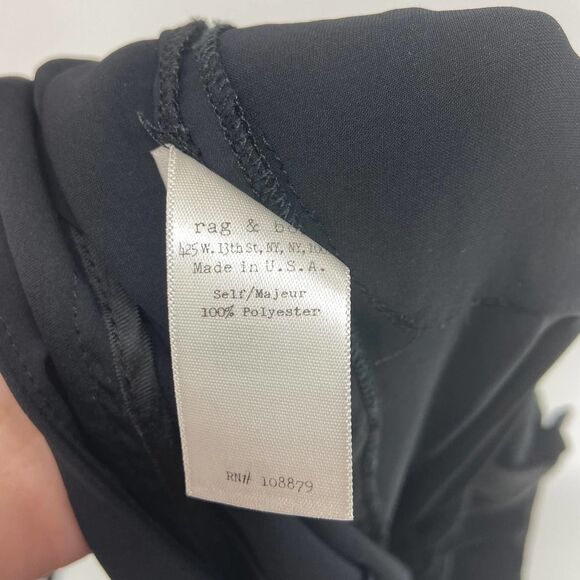 rag &
425 W. 13th St, NY, NY,
Made in U.S.A.
Self/Majeur
100% Polyester
RN# 108879